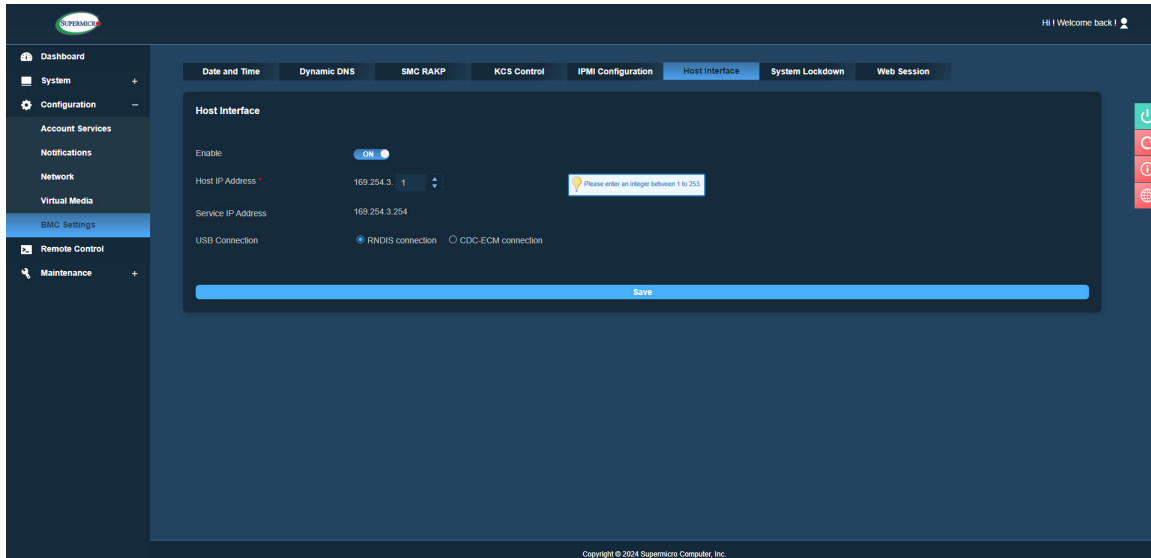 SUPERMICRO
Hi ! Welcome back !
Dashboard
System +
Configuration −
Account Services
Notifications
Network
Virtual Media
BMC Settings
Remote Control
Maintenance +
Date and Time Dynamic DNS SMC RAKP KCS Control IPMI Configuration Host Interface System Lockdown Web Session
Host Interface
Enable ON
Host IP Address * 169.254.3. 1 Please enter an integer between 1 to 253.
Service IP Address 169.254.3.254
USB Connection RNDIS connection CDC-ECM connection
Save
Copyright © 2024 Supermicro Computer, Inc.